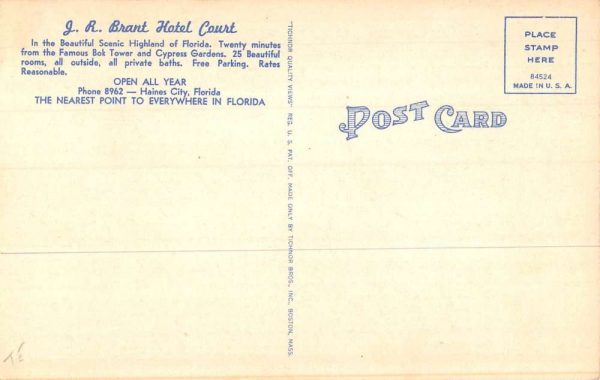 J. R. Brant Hotel Court
In the Beautiful Scenic Highland of Florida. Twenty minutes
from the Famous Bok Tower and Cypress Gardens. 25 Beautiful
rooms, all outside, all private baths. Free Parking. Rates
Reasonable.
OPEN ALL YEAR
Phone 8962 — Haines City, Florida
THE NEAREST POINT TO EVERYWHERE IN FLORIDA
"TICHNOR QUALITY VIEWS" REG. U. S. PAT. OFF. MADE ONLY BY TICHNOR BROS., INC., BOSTON, MASS.
POST CARD
PLACE
STAMP
HERE
84524
MADE IN U. S. A.